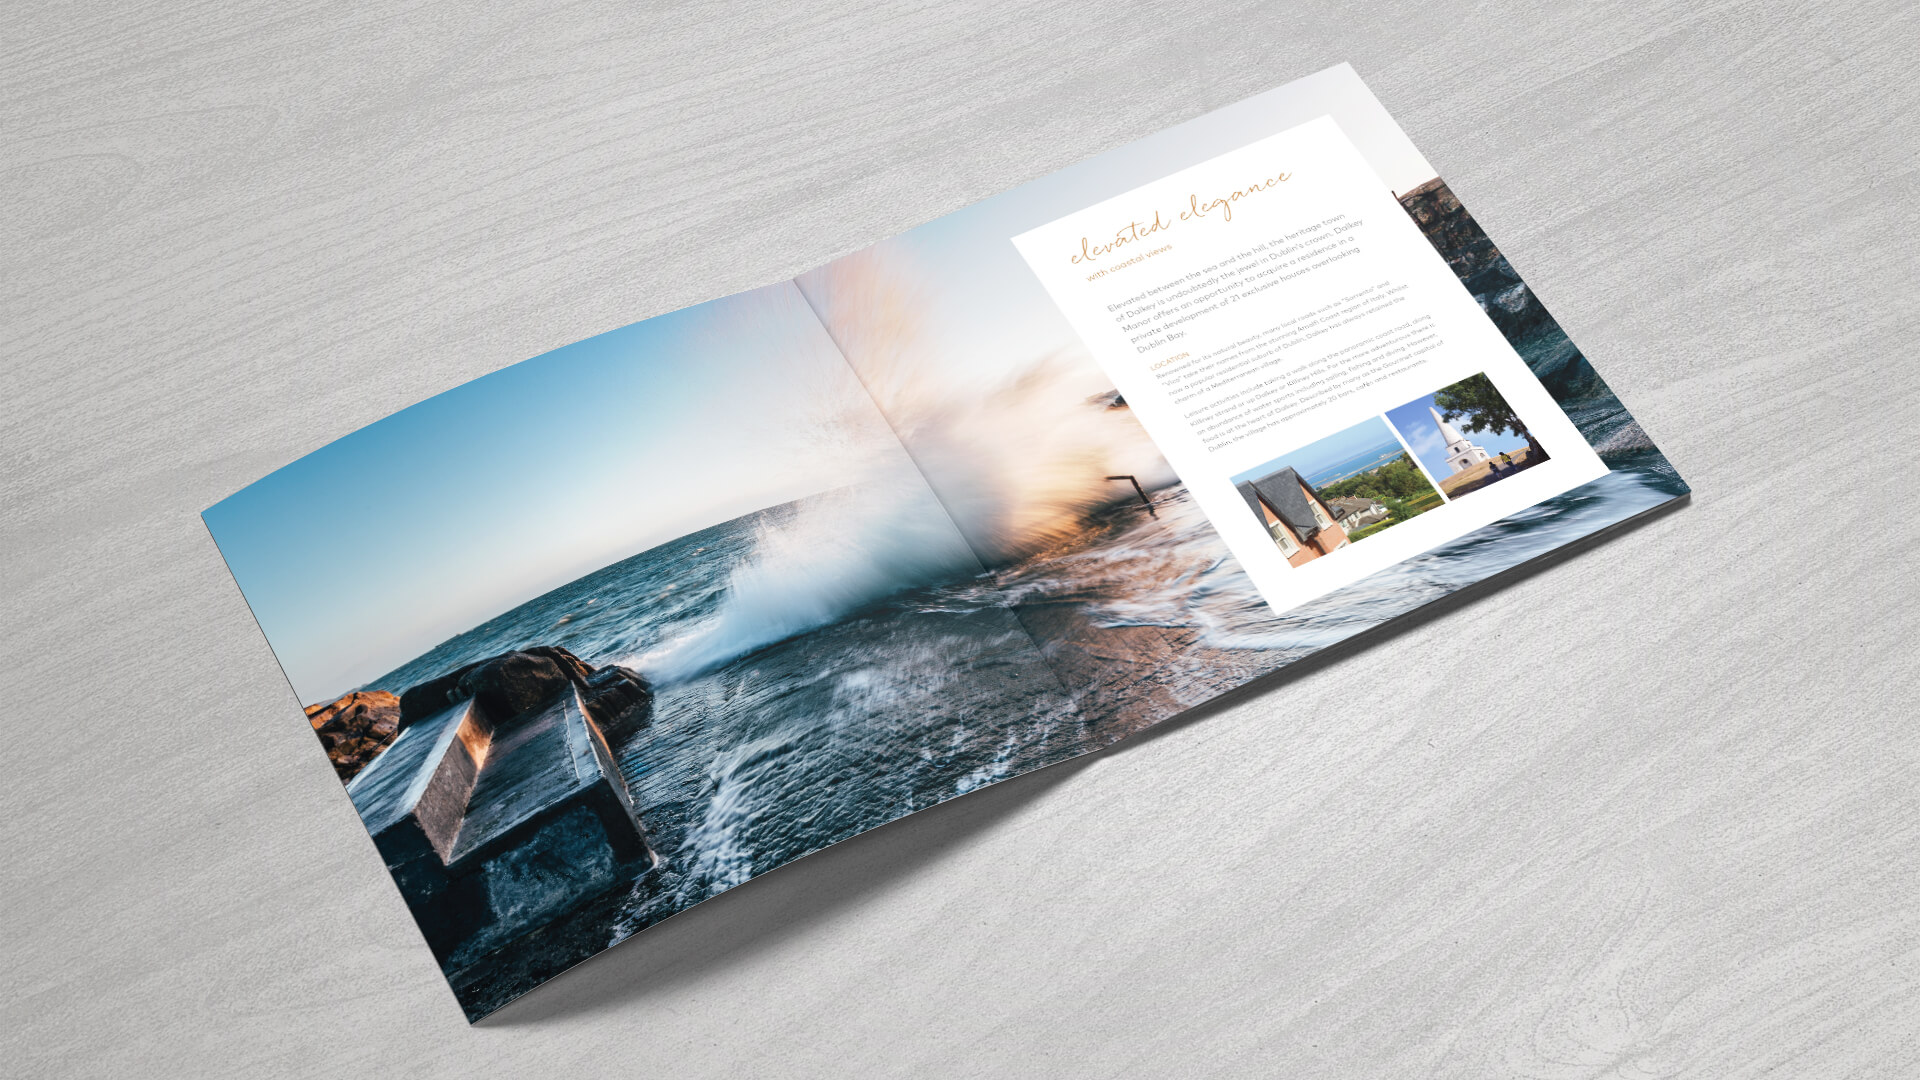 elevated elegance
with coastal views
Elevated between the sea and the hill, the heritage town
of Dalkey is undoubtedly the jewel in Dublin's crown. Dalkey
Manor offers an opportunity to acquire a residence in a
private development of 21 exclusive houses overlooking
Dublin Bay.
LOCATION
Renowned for its natural beauty, many local roads such as "Sorrento" and
"Vico" take their names from the stunning Amalfi Coast region of Italy. Whilst
now a popular residential suburb of Dublin, Dalkey has always retained the
charm of a Mediterranean village.
Leisure activities include taking a walk along the panoramic coast road, along
Killiney strand or up Dalkey or Killiney Hills. For the more adventurous there is
an abundance of water sports including sailing, fishing and diving. However,
food is at the heart of Dalkey. Described by many as the Gourmet capital of
Dublin, the village has approximately 20 bars, cafés and restaurants.